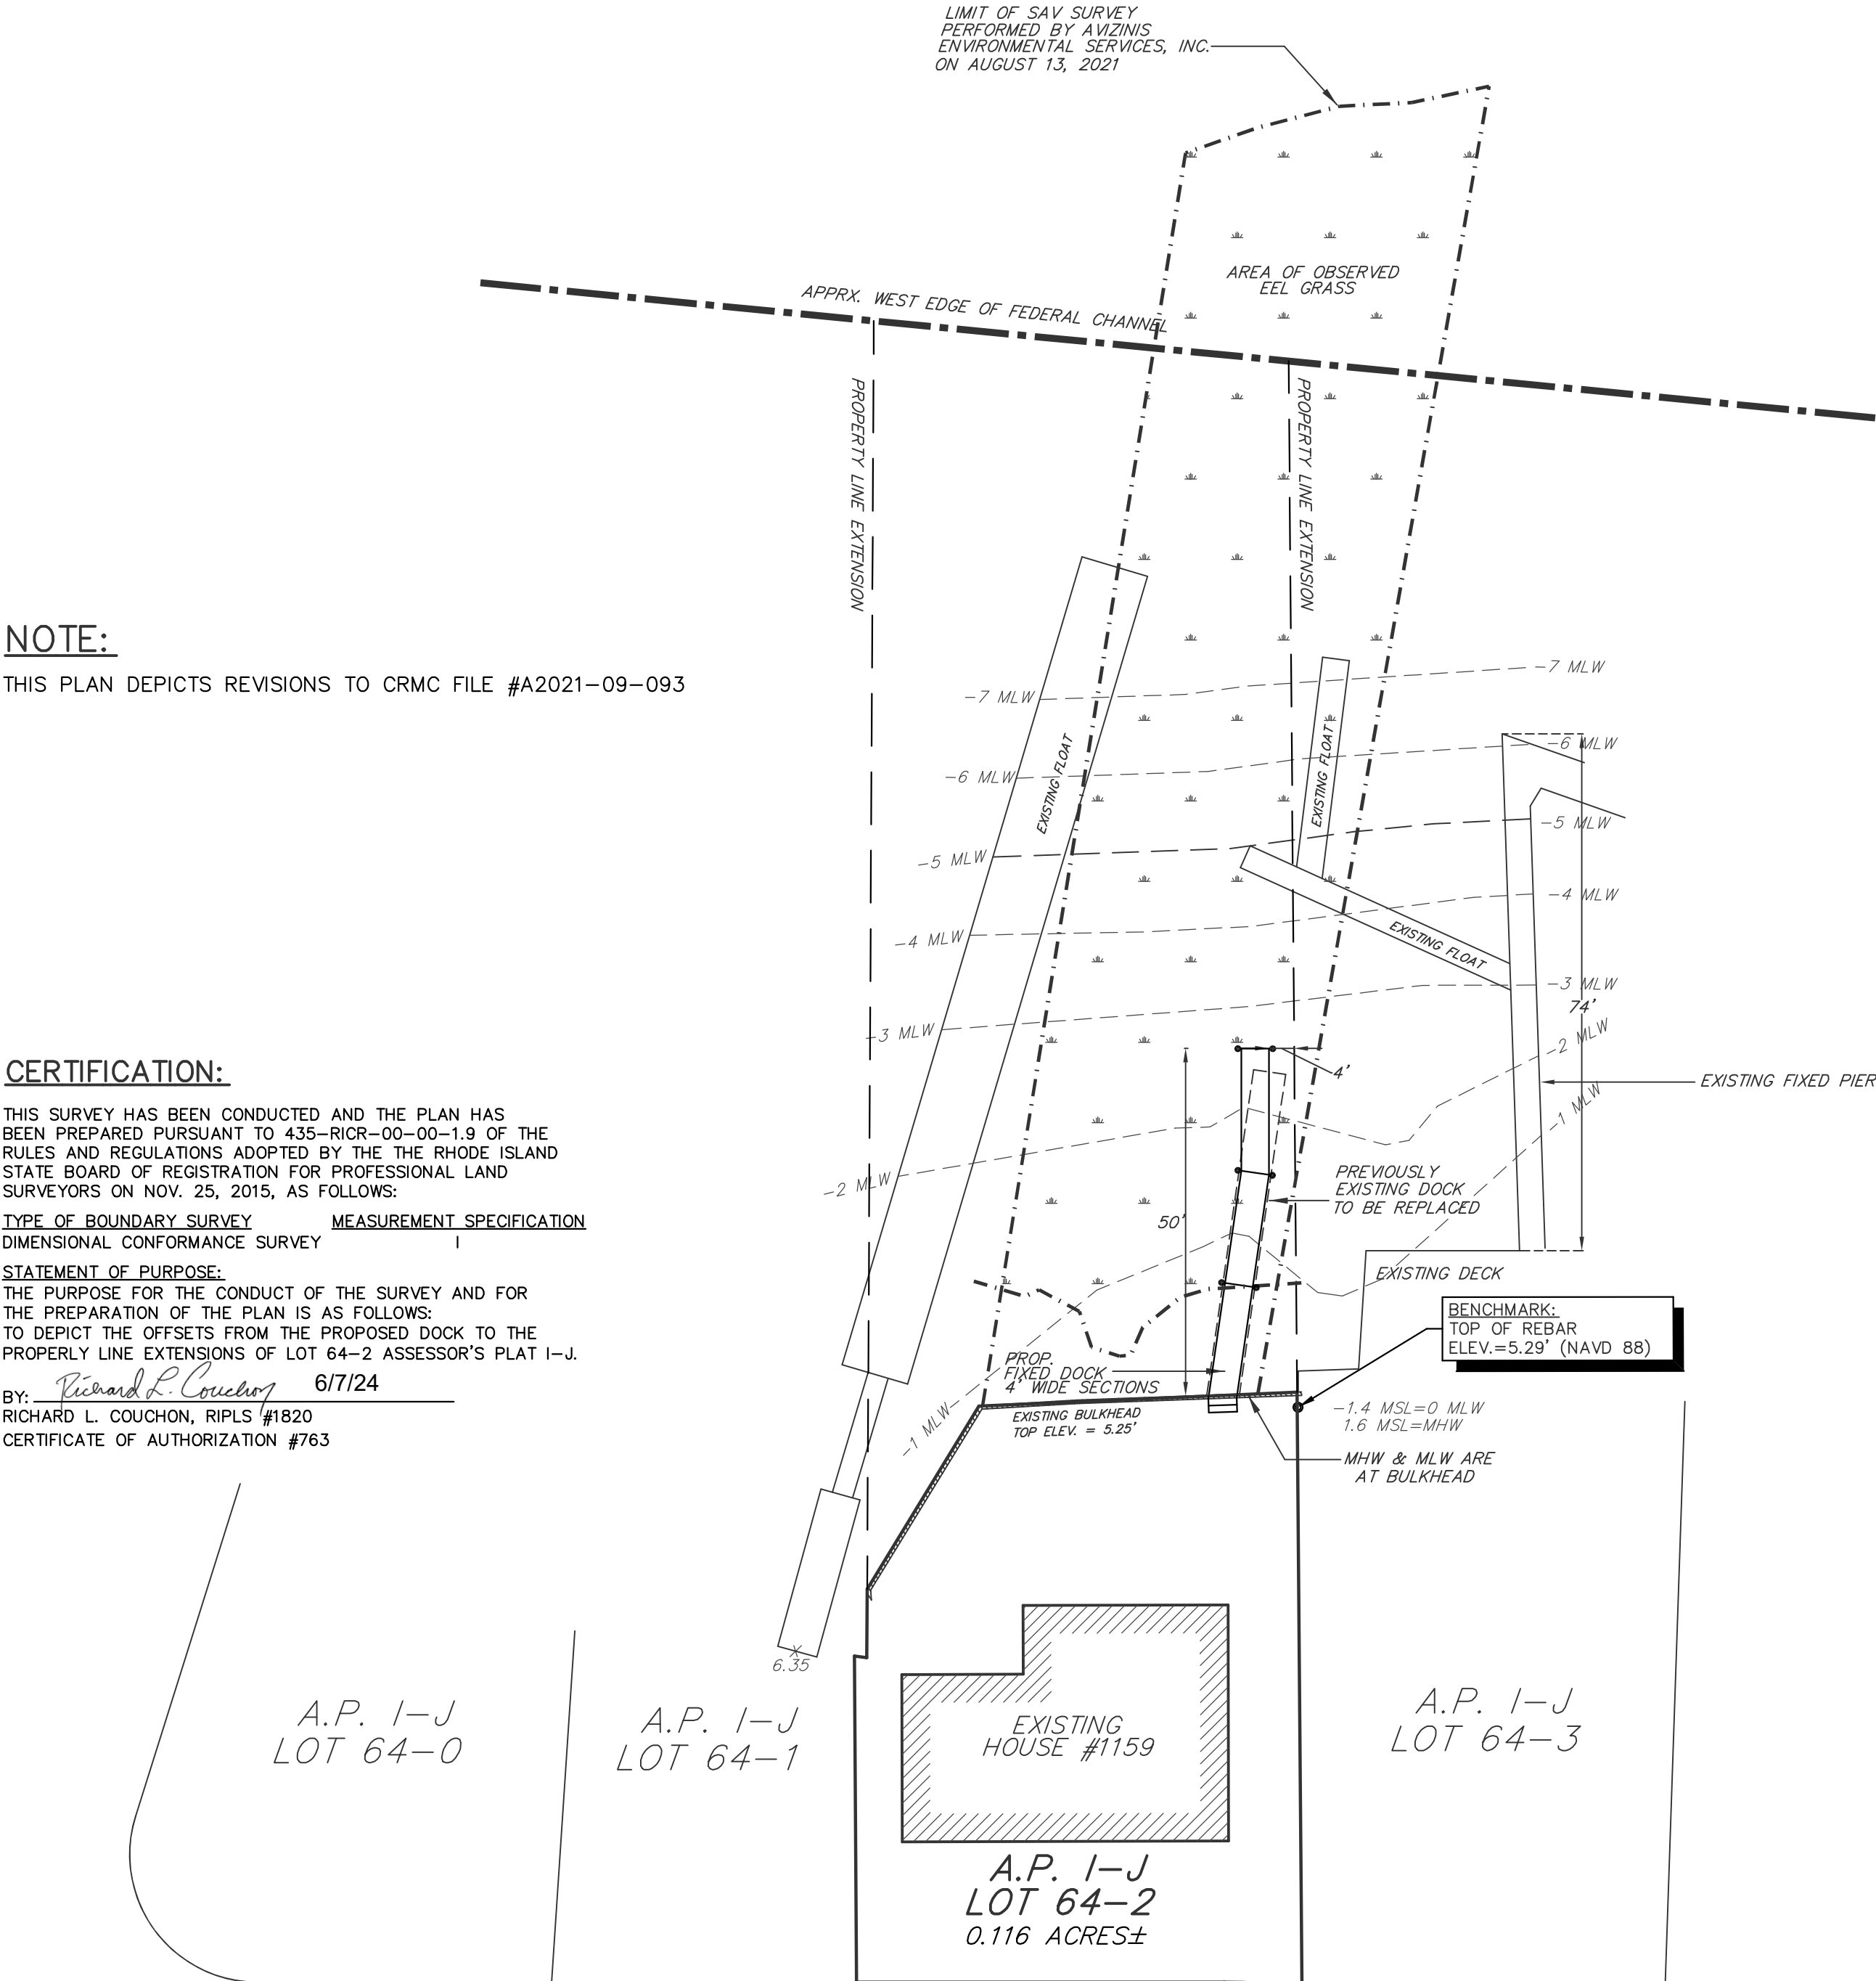 LIMIT OF SAV SURVEY
PERFORMED BY AVIZINIS
ENVIRONMENTAL SERVICES, INC.
ON AUGUST 13, 2021
AREA OF OBSERVED
EEL GRASS
APPRX. WEST EDGE OF FEDERAL CHANNEL
PROPERTY LINE EXTENSION
PROPERTY LINE EXTENSION
NOTE:
THIS PLAN DEPICTS REVISIONS TO CRMC FILE #A2021-09-093
-7 MLW
-7 MLW
-6 MLW
-6 MLW
EXISTING FLOAT
EXISTING FLOAT
-5 MLW
-5 MLW
-4 MLW
-4 MLW
EXISTING FLOAT
-3 MLW
-3 MLW
74'
-2 MLW
-2 MLW
4'
EXISTING FIXED PIER
-1 MLW
-1 MLW
PREVIOUSLY
EXISTING DOCK
TO BE REPLACED
50'
EXISTING DECK
BENCHMARK:
TOP OF REBAR
ELEV.=5.29' (NAVD 88)
PROP.
FIXED DOCK
4' WIDE SECTIONS
EXISTING BULKHEAD
TOP ELEV. = 5.25'
-1.4 MSL=0 MLW
1.6 MSL=MHW
MHW & MLW ARE
AT BULKHEAD
CERTIFICATION:
THIS SURVEY HAS BEEN CONDUCTED AND THE PLAN HAS
BEEN PREPARED PURSUANT TO 435-RICR-00-00-1.9 OF THE
RULES AND REGULATIONS ADOPTED BY THE THE RHODE ISLAND
STATE BOARD OF REGISTRATION FOR PROFESSIONAL LAND
SURVEYORS ON NOV. 25, 2015, AS FOLLOWS:
TYPE OF BOUNDARY SURVEY MEASUREMENT SPECIFICATION
DIMENSIONAL CONFORMANCE SURVEY I
STATEMENT OF PURPOSE:
THE PURPOSE FOR THE CONDUCT OF THE SURVEY AND FOR
THE PREPARATION OF THE PLAN IS AS FOLLOWS:
TO DEPICT THE OFFSETS FROM THE PROPOSED DOCK TO THE
PROPERLY LINE EXTENSIONS OF LOT 64-2 ASSESSOR'S PLAT I-J.
BY: Richard L. Couchon 6/7/24
RICHARD L. COUCHON, RIPLS #1820
CERTIFICATE OF AUTHORIZATION #763
6.35
A.P. I-J
LOT 64-0
A.P. I-J
LOT 64-1
EXISTING
HOUSE #1159
A.P. I-J
LOT 64-3
A.P. I-J
LOT 64-2
0.116 ACRES±